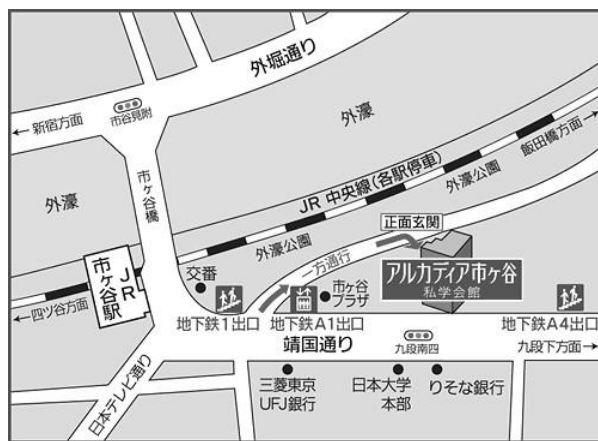 外堀通り
← 新宿方面
市谷見附
外濠
飯田橋方面 →
JR 中央線（各駅停車）
外濠公園
市ヶ谷橋
外濠
正面玄関
外濠公園
一方通行
アルカディア市ヶ谷
私学会館
JR
市ヶ谷駅
交番
市ヶ谷
プラザ
← 四ツ谷方面
地下鉄1出口
地下鉄A1出口
地下鉄A4出口
靖国通り
九段南四
九段下方面 →
日本テレビ通り
三菱東京
UFJ銀行
日本大学
本部
りそな銀行